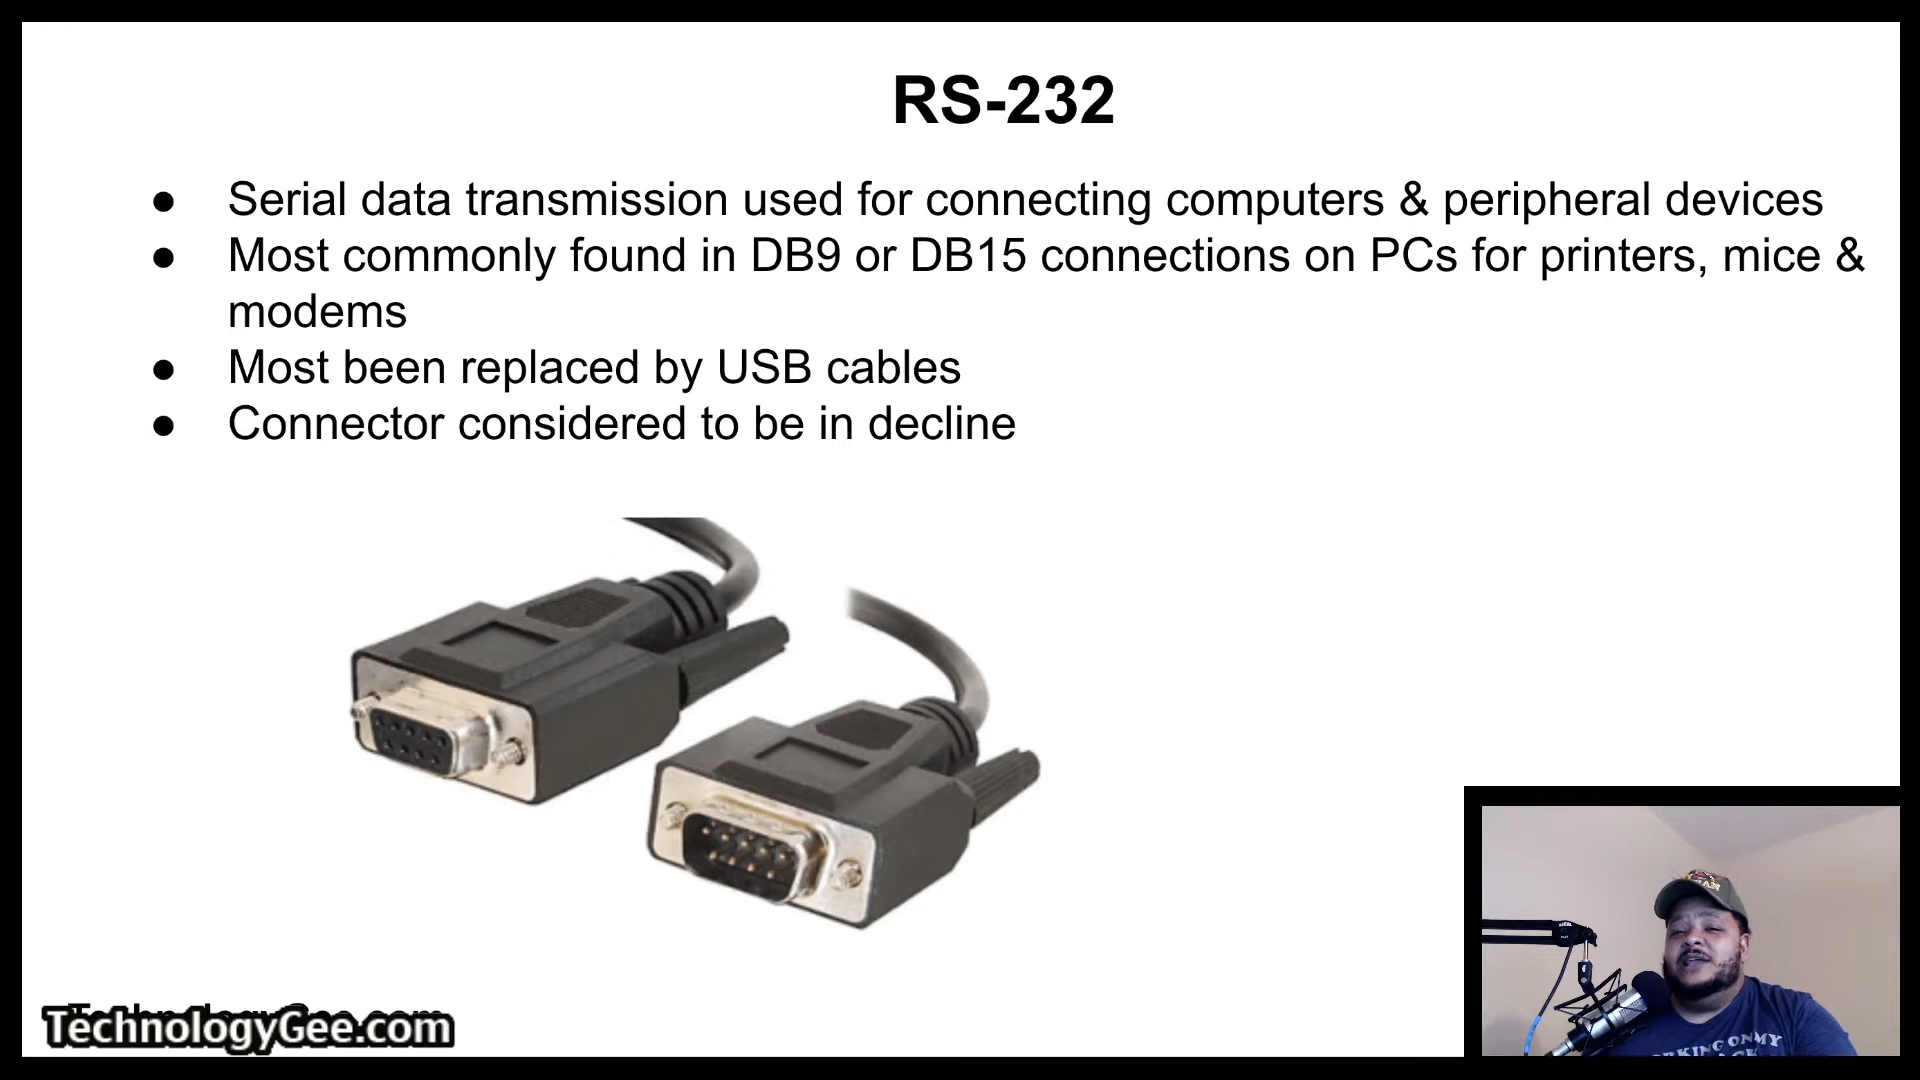 RS-232
● Serial data transmission used for connecting computers & peripheral devices
● Most commonly found in DB9 or DB15 connections on PCs for printers, mice &
modems
● Most been replaced by USB cables
● Connector considered to be in decline
TechnologyGee.com
ON MY